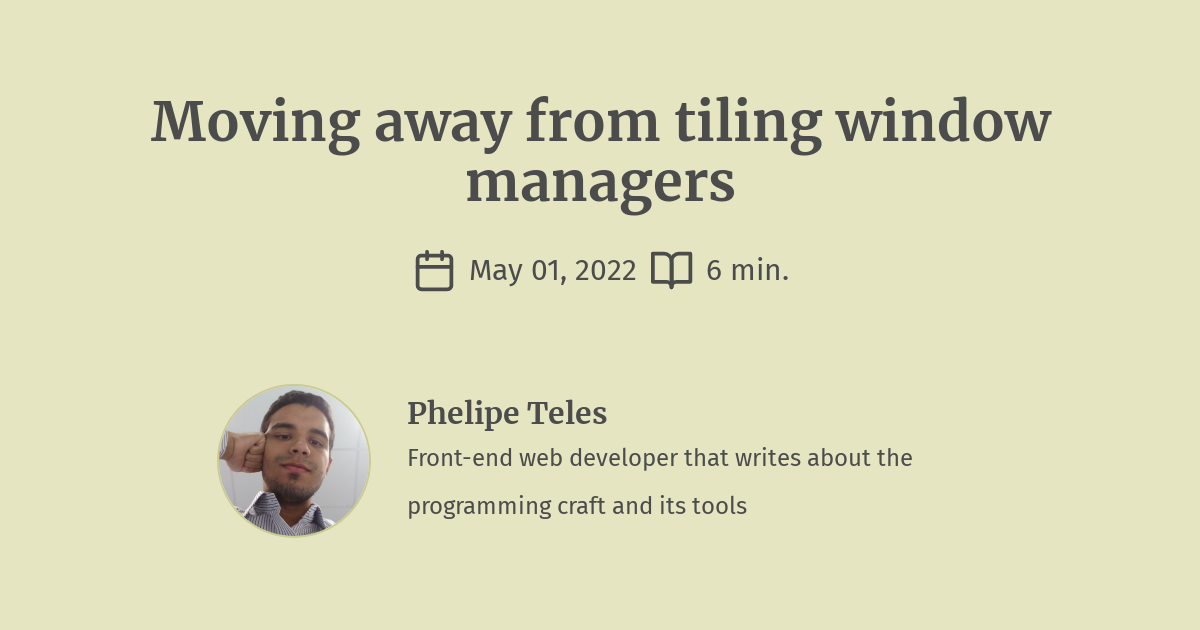 Moving away from tiling window
managers
May 01, 2022 6 min.
Phelipe Teles
Front-end web developer that writes about the
programming craft and its tools